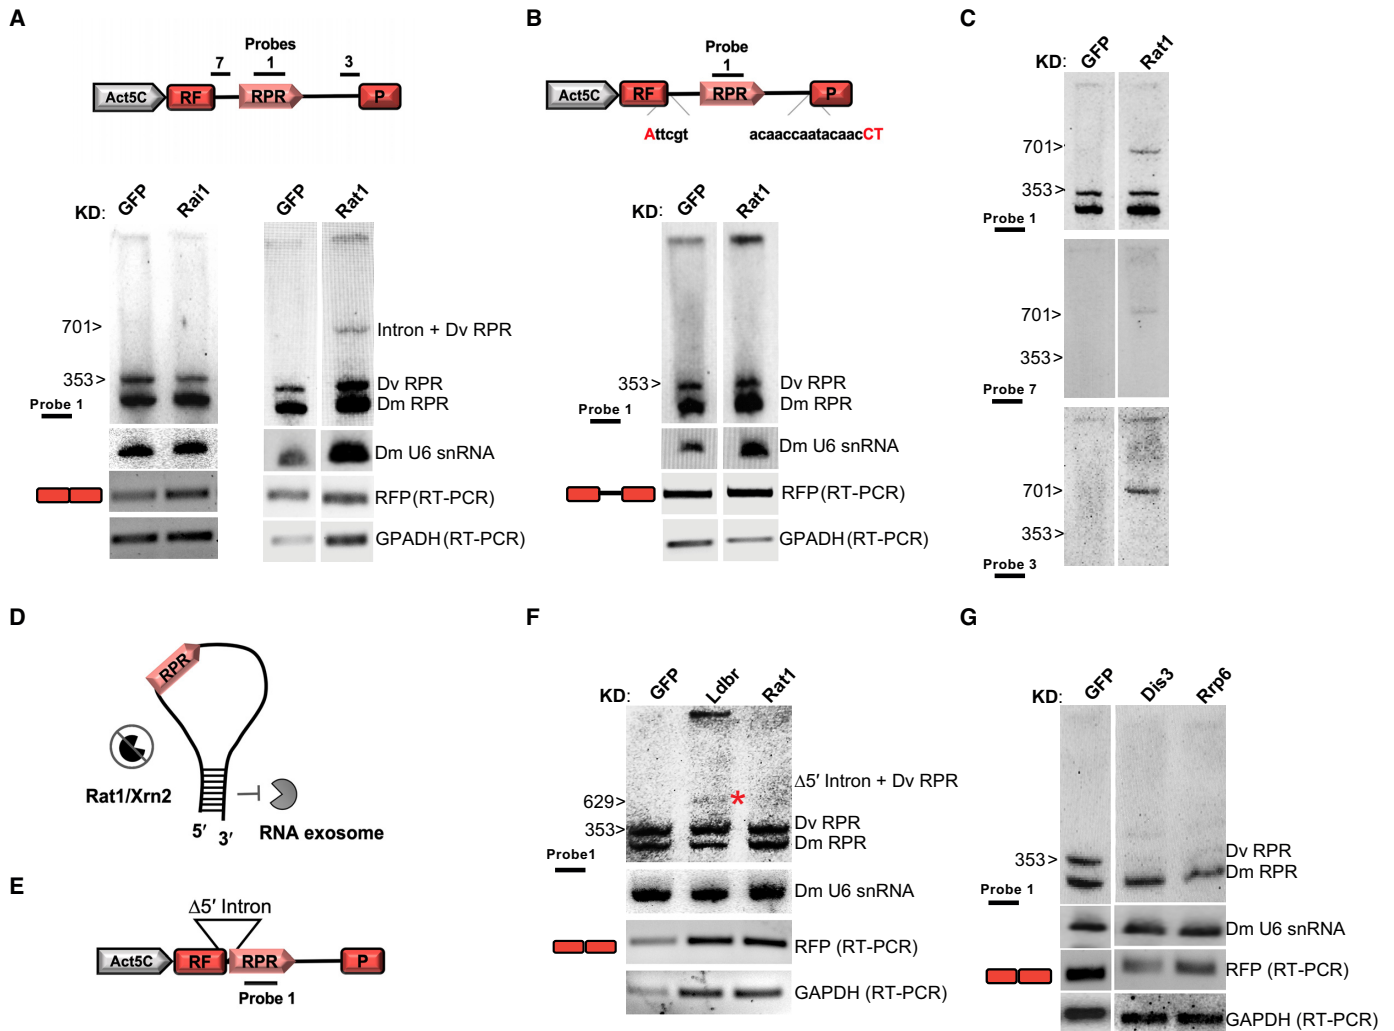 A
Probes
7 1 3
Act5C RF RPR P
KD: GFP Rai1 GFP Rat1
701>
353>
Probe 1
Intron + Dv RPR
Dv RPR
Dm RPR
Dm U6 snRNA
RFP (RT-PCR)
GPADH (RT-PCR)
B
Probe
1
Act5C RF RPR P
Attcgt acaaccaatacaacCT
KD: GFP Rat1
353>
Probe 1
Dv RPR
Dm RPR
Dm U6 snRNA
RFP (RT-PCR)
GPADH (RT-PCR)
C
KD: GFP Rat1
701>
353>
Probe 1
701>
353>
Probe 7
701>
353>
Probe 3
D
RPR
Rat1/Xrn2
5′ 3′
RNA exosome
E
Δ5′ Intron
Act5C RF RPR P
Probe 1
F
KD: GFP Ldbr Rat1
629>
353>
Probe1
*
Δ5′ Intron + Dv RPR
Dv RPR
Dm RPR
Dm U6 snRNA
RFP (RT-PCR)
GAPDH (RT-PCR)
G
KD: GFP Dis3 Rrp6
353>
Probe 1
Dv RPR
Dm RPR
Dm U6 snRNA
RFP (RT-PCR)
GAPDH (RT-PCR)